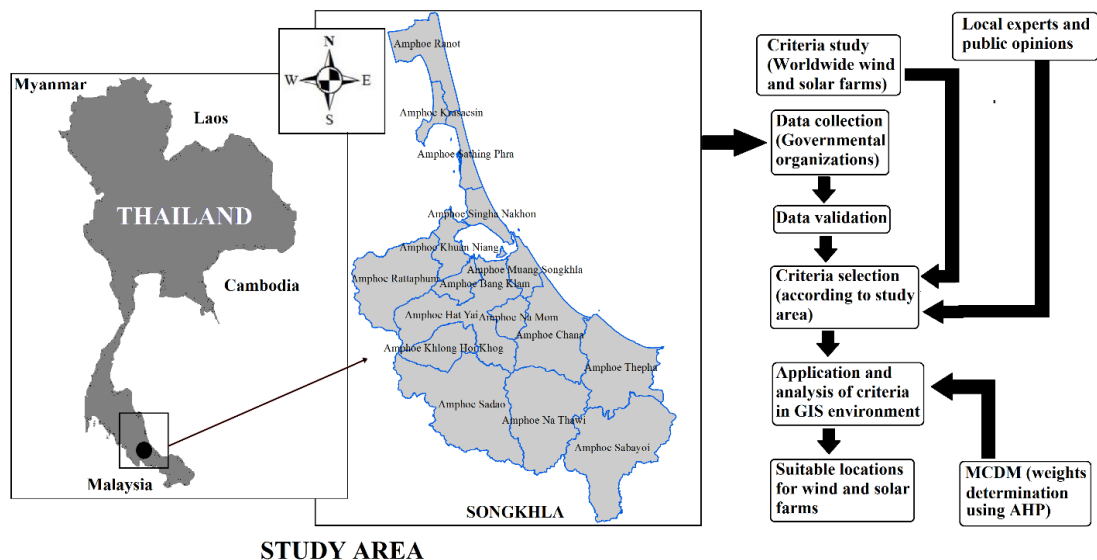 Myanmar
Laos
THAILAND
Cambodia
Malaysia
N
W
E
S
Amphoe Ranot
Amphoe Krasaesin
Amphoe Sathing Phra
Amphoe Singha Nakhon
Amphoe Khuan Niang
Amphoe Muang Songkhla
Amphoe Rattaphum
Amphoe Bang Klam
Amphoe Hat Yai
Amphoe Na Mom
Amphoe Chana
Amphoe Khlong Hoi Khog
Amphoe Thepha
Amphoe Sadao
Amphoe Na Thawi
Amphoe Sabayoi
SONGKHLA
STUDY AREA
Criteria study
(Worldwide wind
and solar farms)
Local experts and
public opinions
Data collection
(Governmental
organizations)
Data validation
Criteria selection
(according to study
area)
Application and
analysis of criteria
in GIS environment
Suitable locations
for wind and solar
farms
MCDM (weights
determination
using AHP)